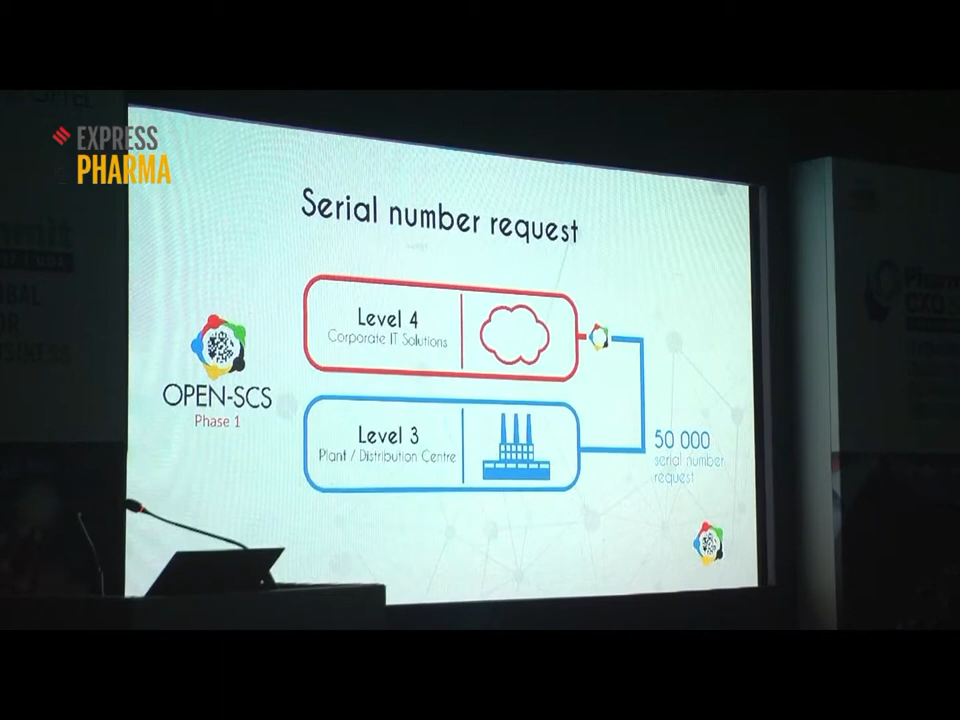 EXPRESS
PHARMA
Serial number request
Level 4
Corporate IT Solutions
OPEN-SCS
Phase 1
Level 3
Plant / Distribution Centre
50 000
serial number
request